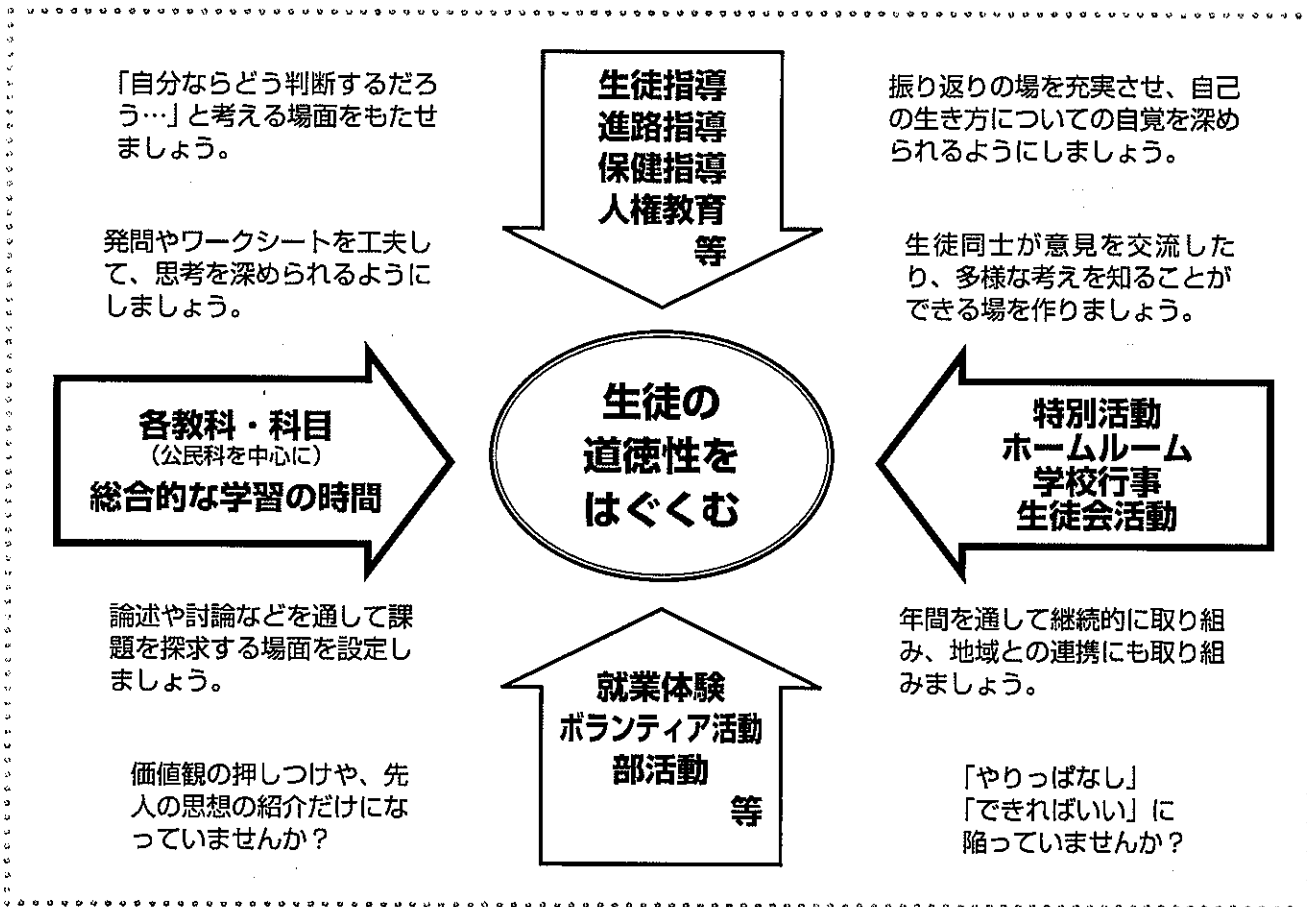 「自分ならどう判断するだろ
う…」と考える場面をもたせ
ましょう。
発問やワークシートを工夫し
て、思考を深められるように
しましょう。
生徒指導
進路指導
保健指導
人権教育
等
振り返りの場を充実させ、自己
の生き方についての自覚を深め
られるようにしましょう。
生徒同士が意見を交流した
り、多様な考えを知ることが
できる場を作りましょう。
各教科・科目
(公民科を中心に)
総合的な学習の時間
生徒の
道徳性を
はぐくむ
特別活動
ホームルーム
学校行事
生徒会活動
論述や討論などを通して課
題を探求する場面を設定し
ましょう。
価値観の押しつけや、先
人の思想の紹介だけにな
っていませんか？
就業体験
ボランティア活動
部活動
等
年間を通して継続的に取り組
み、地域との連携にも取り組
みましょう。
「やりっぱなし」
「できればいい」に
陥っていませんか？